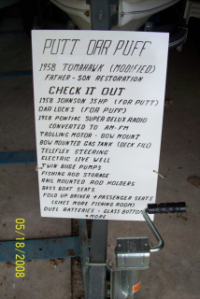 PUTT OAR PUFF
1958 TOMAHAWK (MODIFIED)
FATHER - SON RESTORATION
CHECK IT OUT
1958 JOHNSON 35HP (FOR PUTT)
OAR LOCKS (FOR PUFF)
1958 PONTIAC SUPER DELUX RADIO
CONVERTED TO AM-FM
TROLLING MOTOR - BOW MOUNT
BOW MOUNTED GAS TANK (DECK FILL)
TELEFLEX STEERING
ELECTRIC LIVE WELL
TWIN BILGE PUMPS
FISHING ROD STORAGE
RAIL MOUNTED ROD HOLDERS
BASS BOAT SEATS
FOLD UP DRIVER + PASSENGER SEATS
(GIVES MORE FISHING ROOM)
DUEL BATTERIES - GLASS BOTTOM
+ MORE
05/18/2008